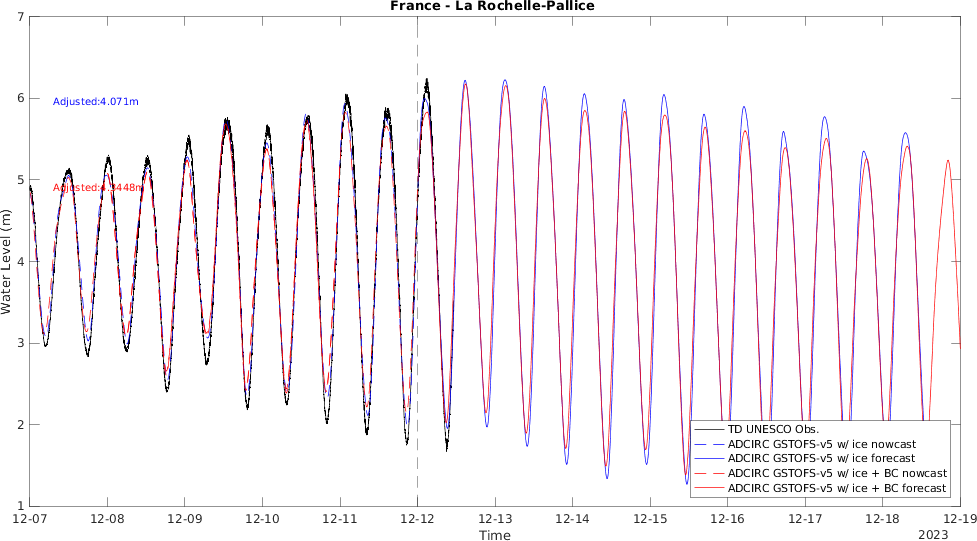 France - La Rochelle-Pallice
7
6
5
4
3
2
1
Water Level (m)
Adjusted:4.071m
TD UNESCO Obs.
ADCIRC GSTOFS-v5 w/ ice nowcast
ADCIRC GSTOFS-v5 w/ ice forecast
ADCIRC GSTOFS-v5 w/ ice + BC nowcast
ADCIRC GSTOFS-v5 w/ ice + BC forecast
12-07 12-08 12-09 12-10 12-11 12-12 12-13 12-14 12-15 12-16 12-17 12-18 12-19
Time
2023